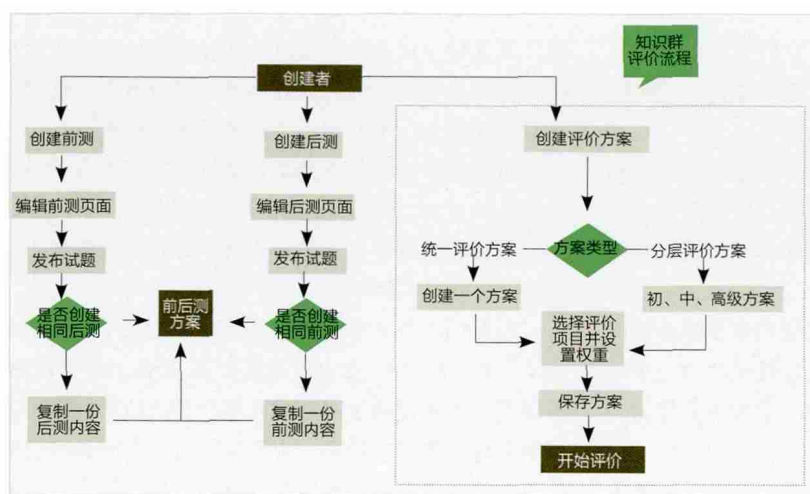 知识群
评价流程
创建者
创建前测
创建后测
创建评价方案
编辑前测页面
编辑后测页面
发布试题
发布试题
统一评价方案
方案类型
分层评价方案
创建一个方案
初、中、高级方案
是否创建
相同后测
前后测
方案
是否创建
相同前测
选择评价
项目并设
置权重
复制一份
后测内容
复制一份
前测内容
保存方案
开始评价